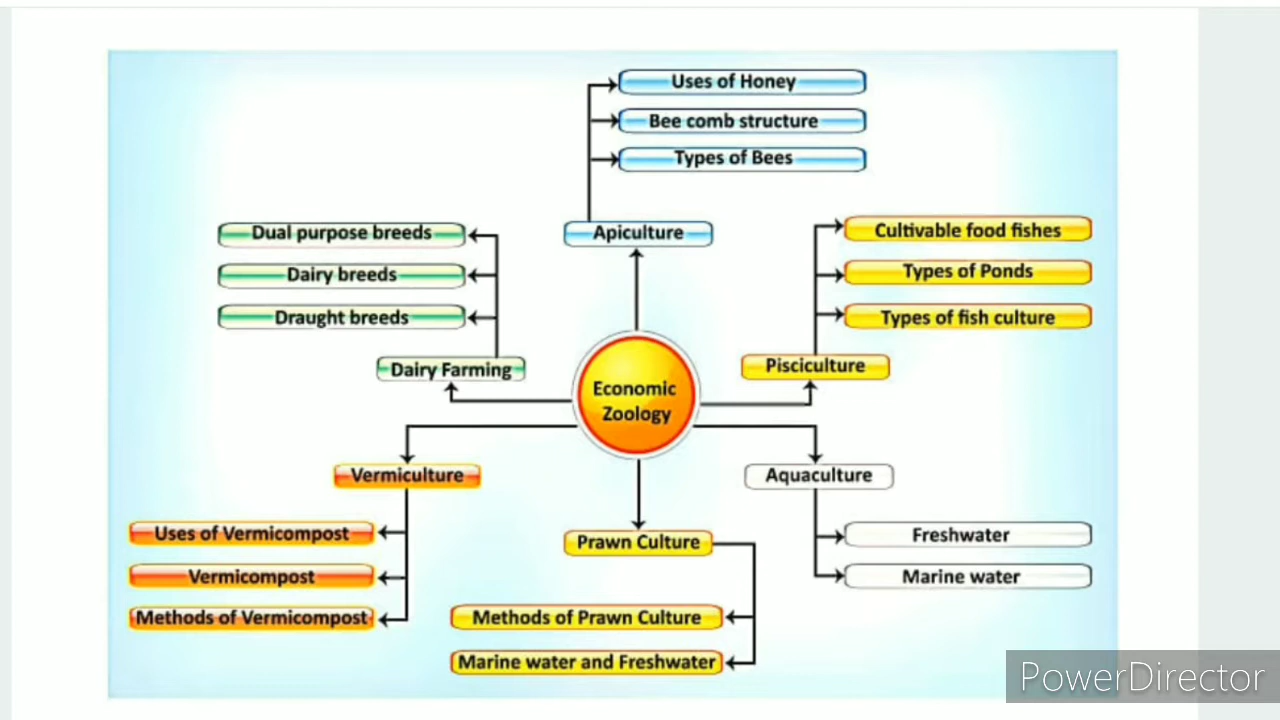 Uses of Honey
Bee comb structure
Types of Bees
Apiculture
Dual purpose breeds
Dairy breeds
Draught breeds
Dairy Farming
Cultivable food fishes
Types of Ponds
Types of fish culture
Pisciculture
Economic
Zoology
Vermiculture
Uses of Vermicompost
Vermicompost
Methods of Vermicompost
Prawn Culture
Methods of Prawn Culture
Marine water and Freshwater
Aquaculture
Freshwater
Marine water
PowerDirector